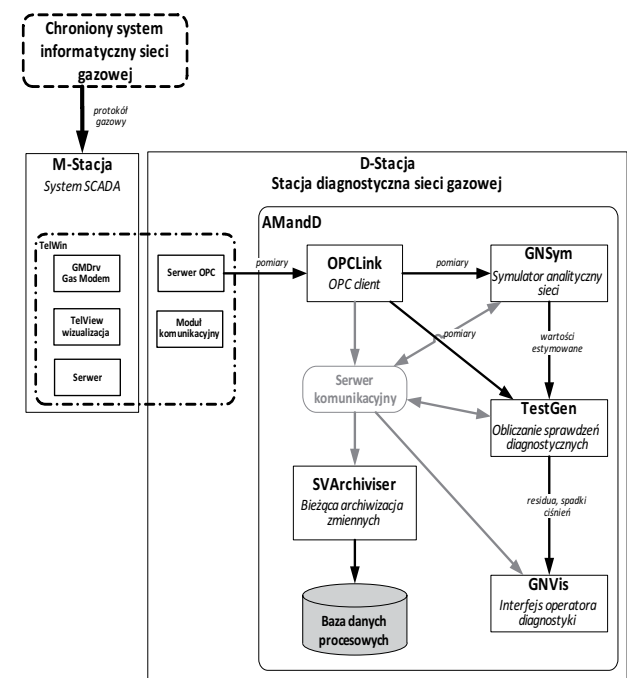 Chroniony system
informatyczny sieci
gazowej
protokół
gazowy
M-Stacja
System SCADA
D-Stacja
Stacja diagnostyczna sieci gazowej
TelWin
GMDrv
Gas Modem
TelView
wizualizacja
Serwer
Serwer OPC
Moduł
komunikacyjny
AMandD
pomiary
OPCLink
OPC client
pomiary
GNSym
Symulator analityczny
sieci
pomiary
wartości
estymowane
Serwer
komunikacyjny
TestGen
Obliczanie sprawdzeń
diagnostycznych
SVArchiviser
Bieżąca archiwizacja
zmiennych
residua, spadki
ciśnień
GNVis
Interfejs operatora
diagnostyki
Baza danych
procesowych